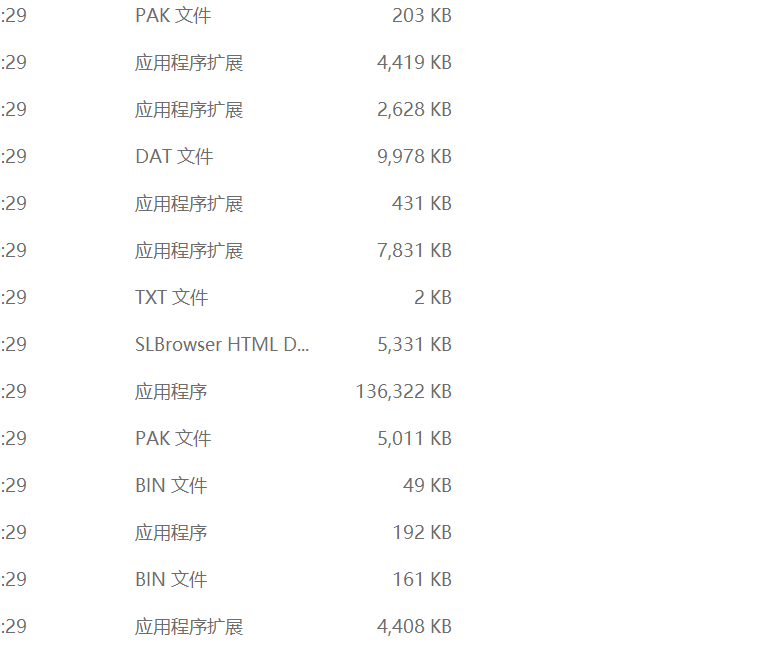 :29 PAK 文件 203 KB
:29 应用程序扩展 4,419 KB
:29 应用程序扩展 2,628 KB
:29 DAT 文件 9,978 KB
:29 应用程序扩展 431 KB
:29 应用程序扩展 7,831 KB
:29 TXT 文件 2 KB
:29 SLBrowser HTML D... 5,331 KB
:29 应用程序 136,322 KB
:29 PAK 文件 5,011 KB
:29 BIN 文件 49 KB
:29 应用程序 192 KB
:29 BIN 文件 161 KB
:29 应用程序扩展 4,408 KB